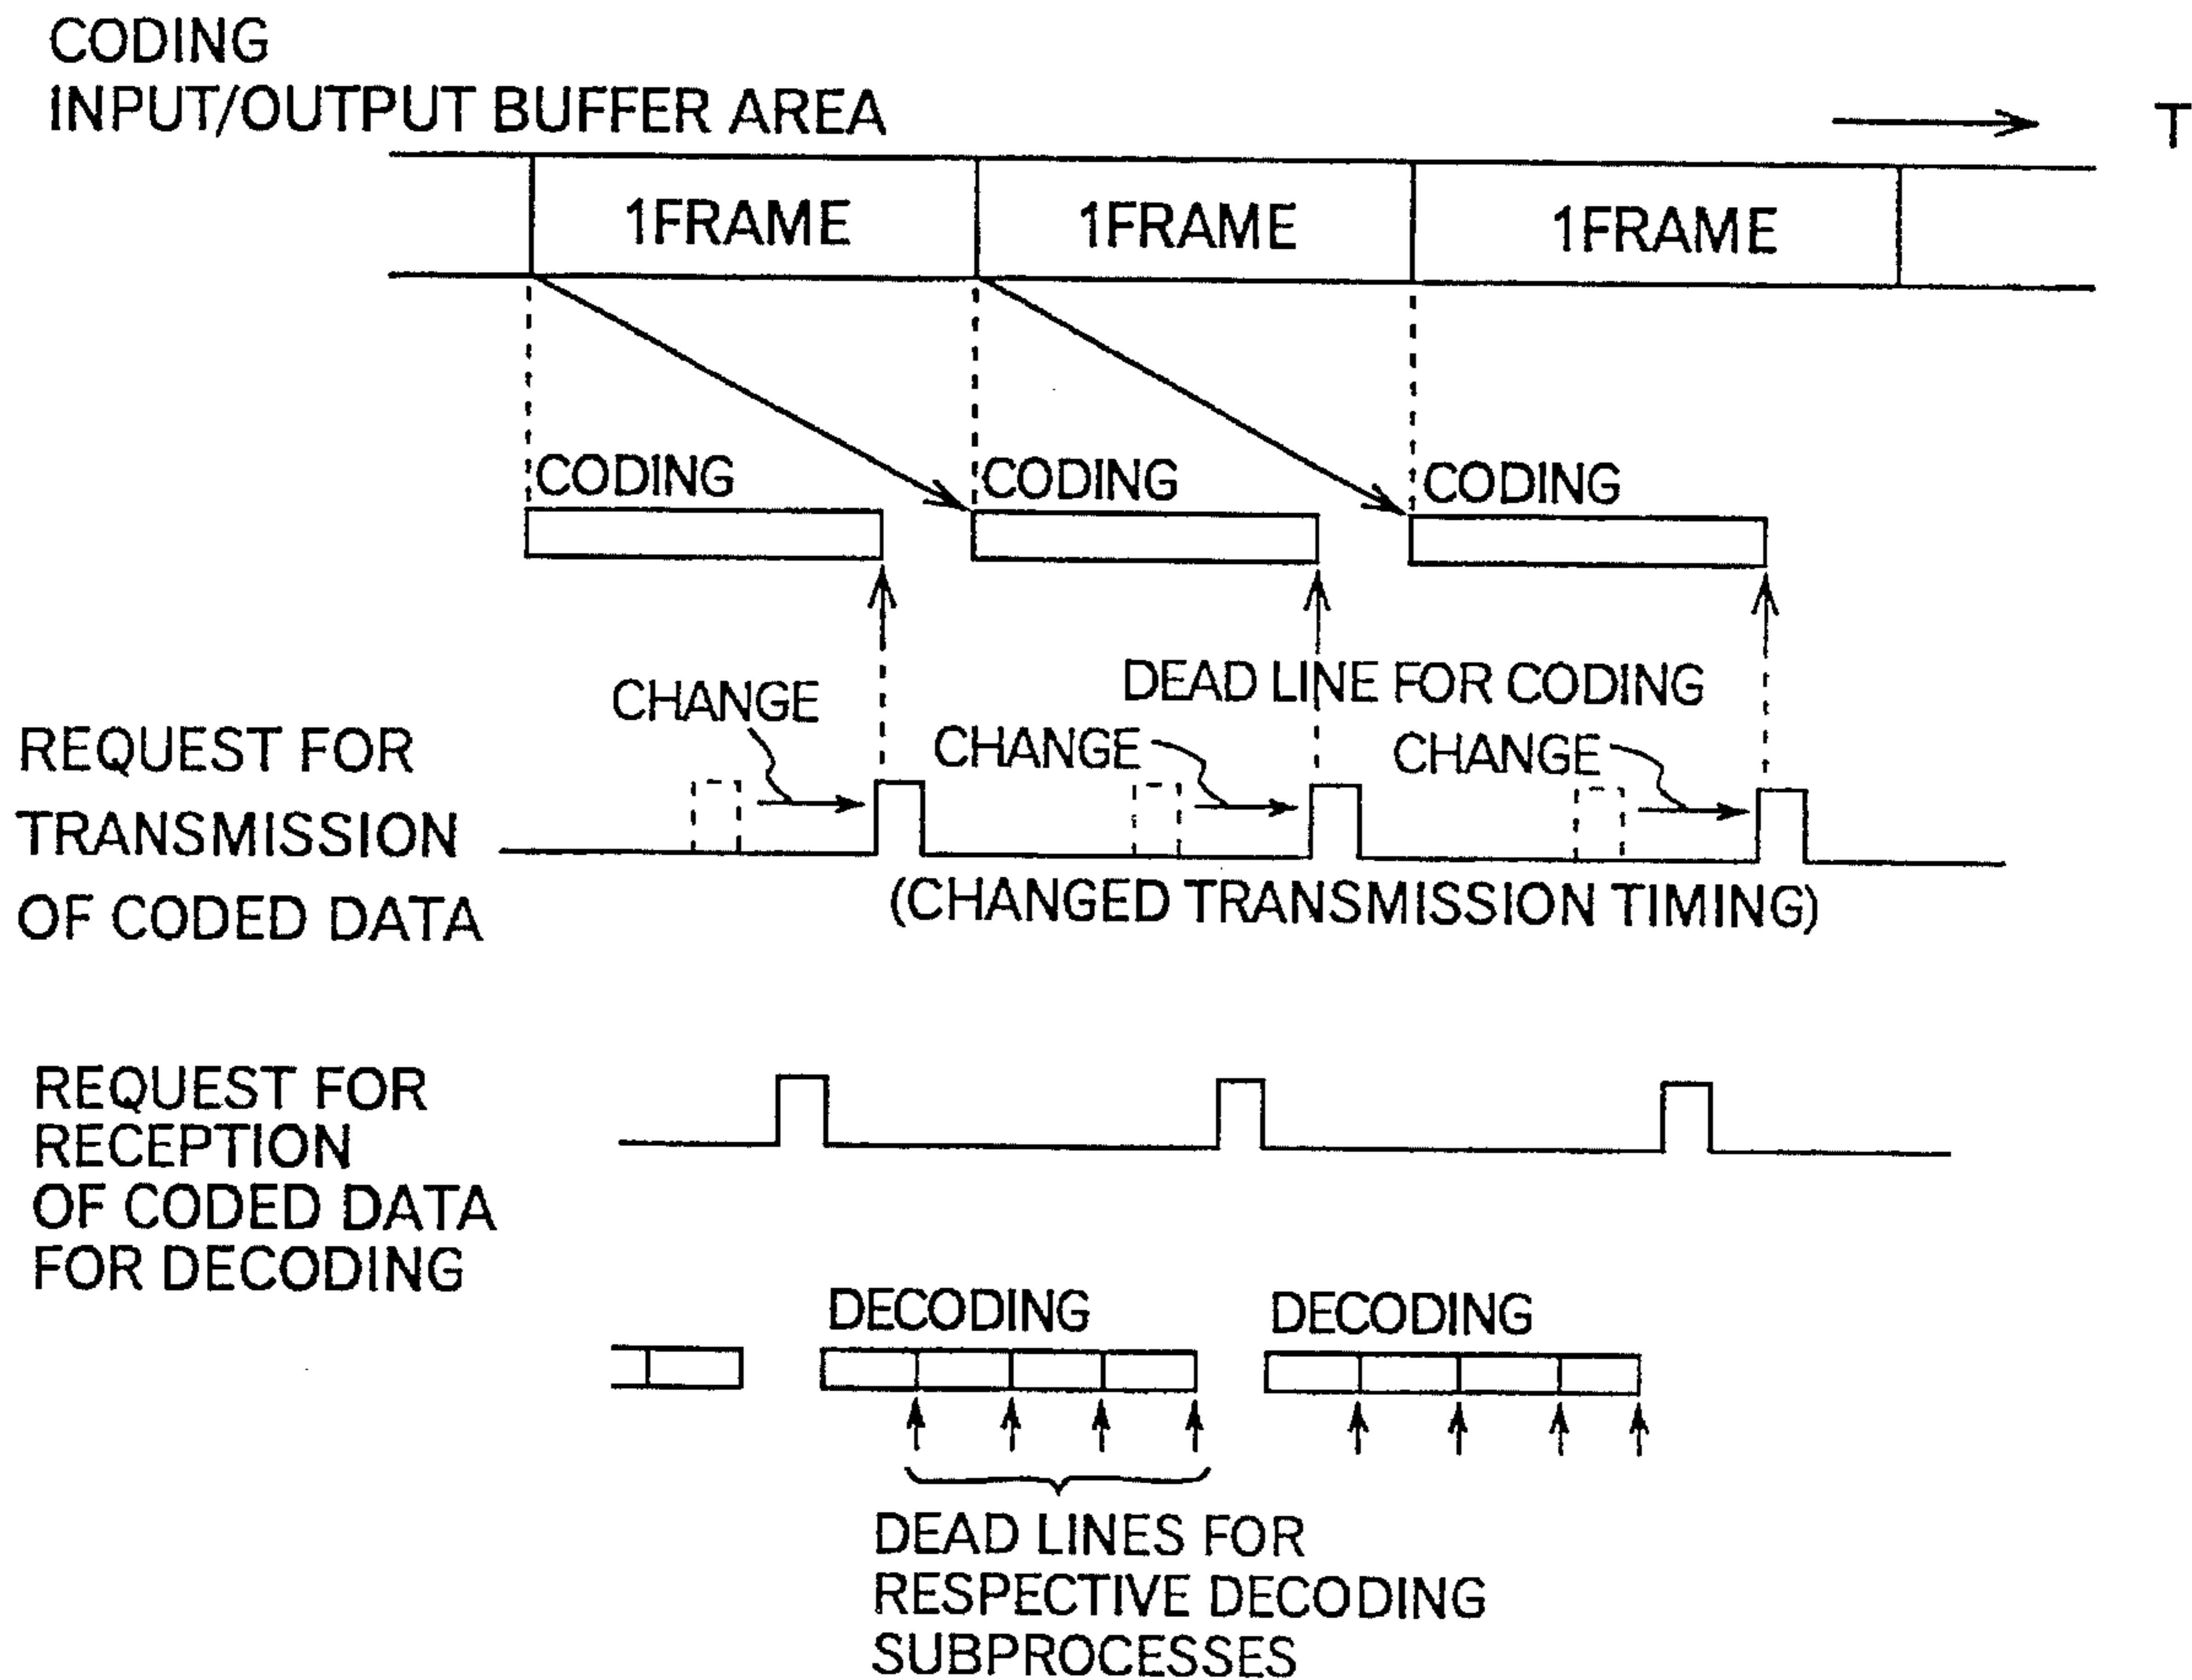 CODING
INPUT/OUTPUT BUFFER AREA
T
1FRAME
1FRAME
1FRAME
CODING
CODING
CODING
DEAD LINE FOR CODING
CHANGE
CHANGE
CHANGE
REQUEST FOR
TRANSMISSION
OF CODED DATA
(CHANGED TRANSMISSION TIMING)
REQUEST FOR
RECEPTION
OF CODED DATA
FOR DECODING
DECODING
DECODING
DEAD LINES FOR
RESPECTIVE DECODING
SUBPROCESSES